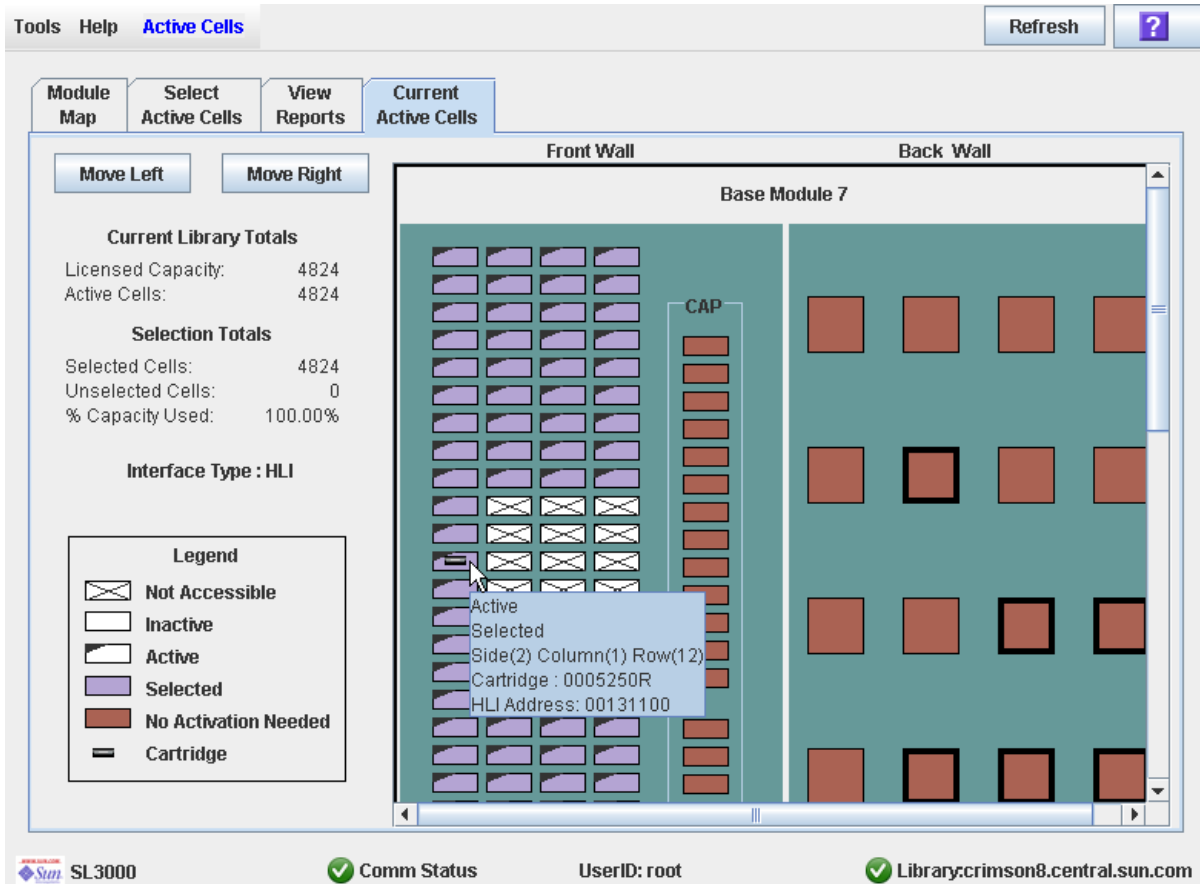 Tools Help Active Cells Refresh ?
Module Map
Select Active Cells
View Reports
Current Active Cells
Move Left Move Right
Front Wall Back Wall
Base Module 7
Current Library Totals
Licensed Capacity: 4824
Active Cells: 4824
Selection Totals
Selected Cells: 4824
Unselected Cells: 0
% Capacity Used: 100.00%
Interface Type : HLI
Legend
Not Accessible
Inactive
Active
Selected
No Activation Needed
Cartridge
CAP
Active
Selected
Side(2) Column(1) Row(12)
Cartridge : 0005250R
HLI Address: 00131100
Sun SL3000 Comm Status UserID: root Library:crimson8.central.sun.com